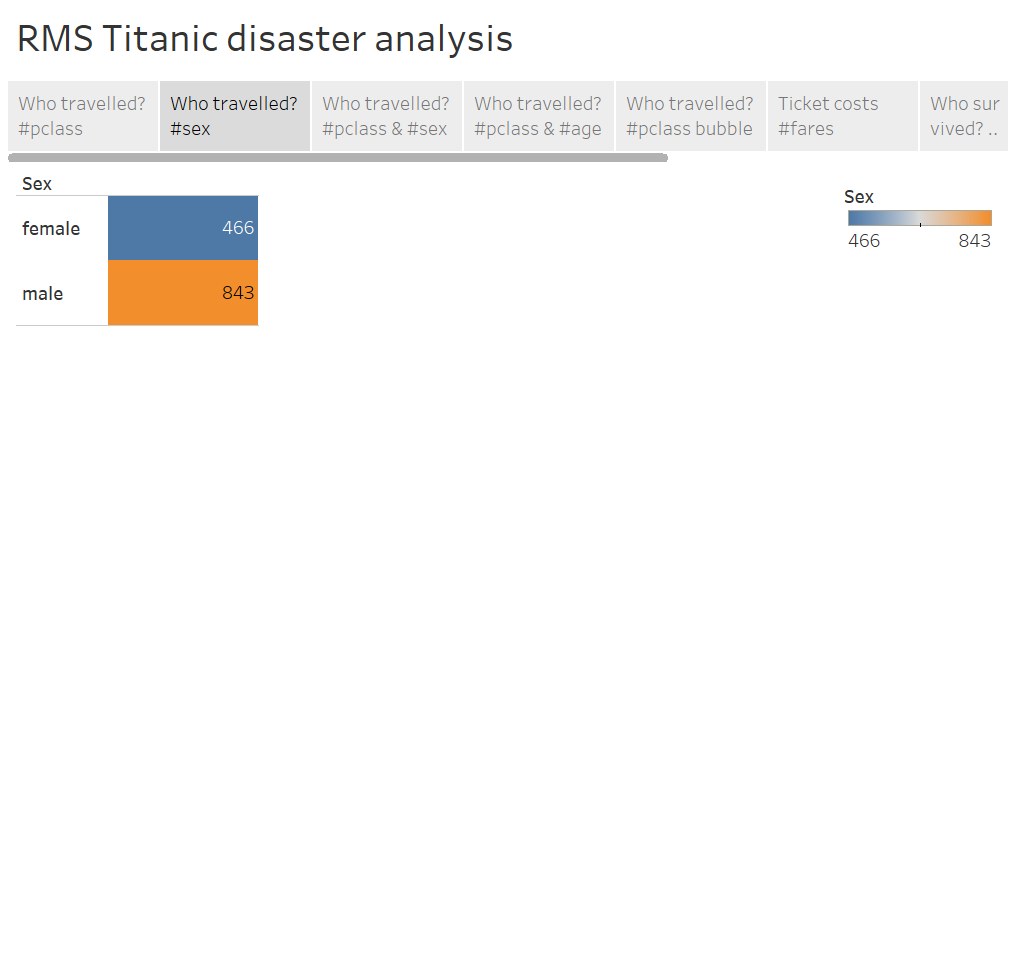 RMS Titanic disaster analysis
Who travelled?
#pclass
Who travelled?
#sex
Who travelled?
#pclass & #sex
Who travelled?
#pclass & #age
Who travelled?
#pclass bubble
Ticket costs
#fares
Who sur
vived? ..
Sex
female 466
male 843
Sex
466 843